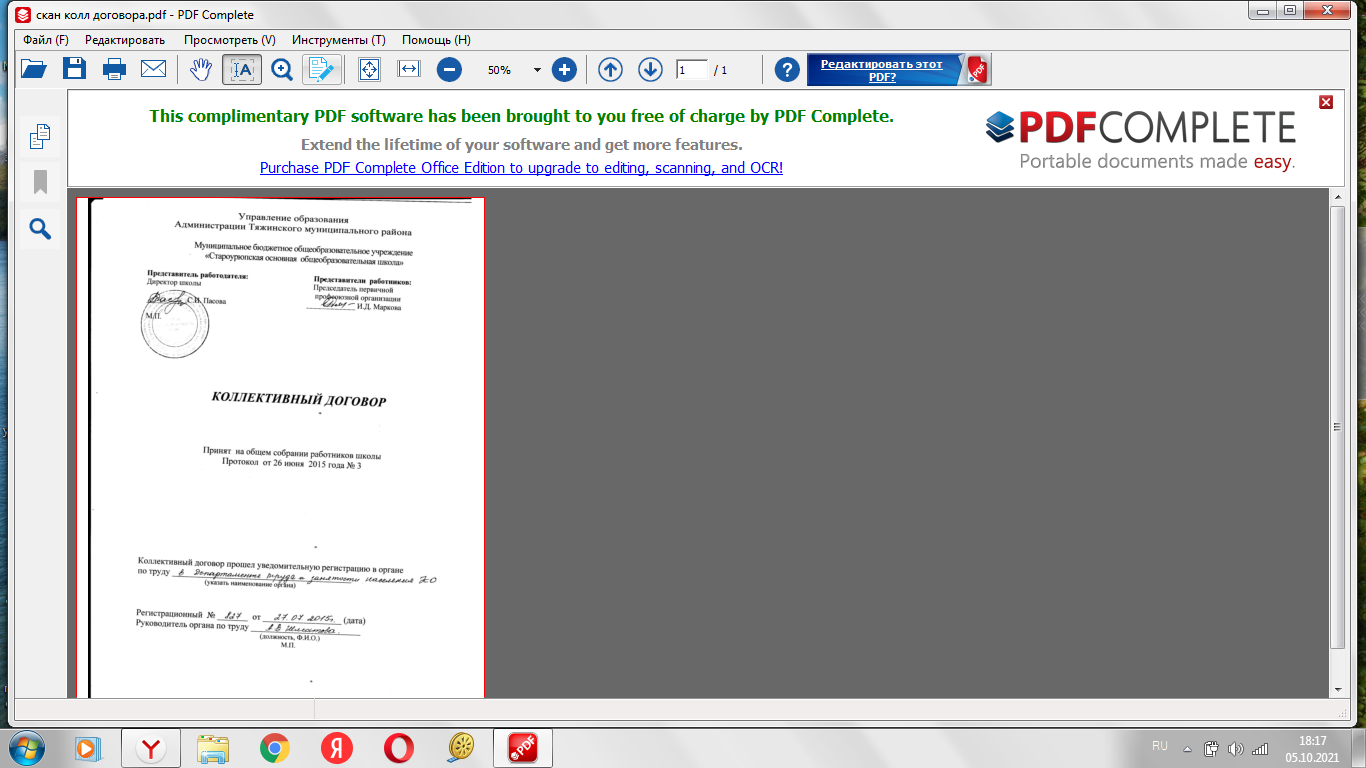 скан колл договора.pdf - PDF Complete
Файл (F) Редактировать Просмотреть (V) Инструменты (T) Помощь (H)
50% 1 / 1 Редактировать этот PDF?
This complimentary PDF software has been brought to you free of charge by PDF Complete.
Extend the lifetime of your software and get more features.
Purchase PDF Complete Office Edition to upgrade to editing, scanning, and OCR!
PDFCOMPLETE
Portable documents made easy.
Управление образования
Администрации Тяжинского муниципального района
Муниципальное бюджетное общеобразовательное учреждение
«Староурюпская основная общеобразовательная школа»
Представитель работодателя:
Директор школы
С.И. Пасова
М.П.
Представители работников:
Председатель первичной
профсоюзной организации
И.Д. Маркова
КОЛЛЕКТИВНЫЙ ДОГОВОР
Принят на общем собрании работников школы
Протокол от 26 июня 2015 года № 3
Коллективный договор прошел уведомительную регистрацию в органе
по труду в Департаменте труда и занятости населения КО
(указать наименование органа)
Регистрационный № 827 от 27.07 2015г. (дата)
Руководитель органа по труду
(должность, Ф.И.О.)
М.П.
RU
18:17
05.10.2021